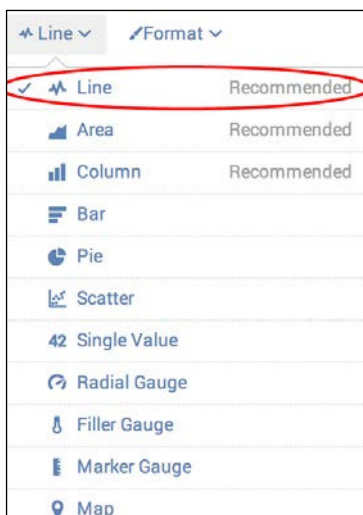 Line Format
Line Recommended
Area Recommended
Column Recommended
Bar
Pie
Scatter
42 Single Value
Radial Gauge
Filler Gauge
Marker Gauge
Map